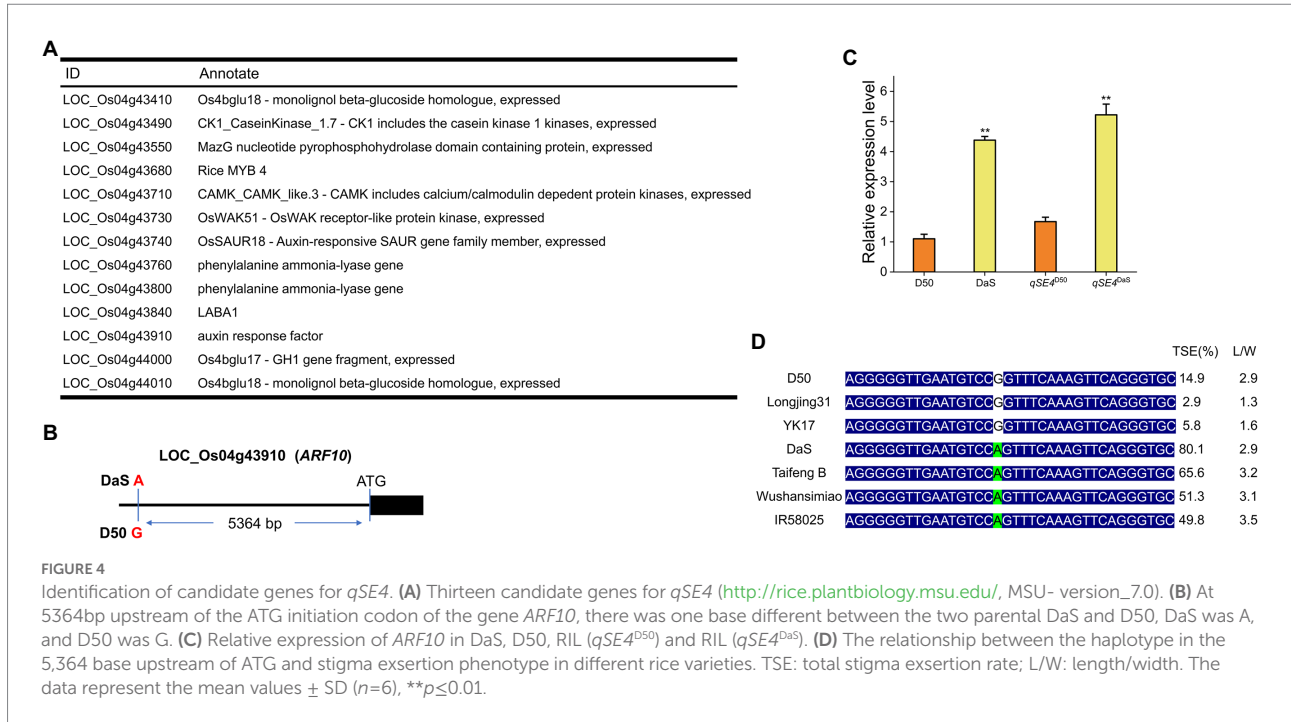 A
ID Annotate
LOC_Os04g43410 Os4bglu18 - monolignol beta-glucoside homologue, expressed
LOC_Os04g43490 CK1_CaseinKinase_1.7 - CK1 includes the casein kinase 1 kinases, expressed
LOC_Os04g43550 MazG nucleotide pyrophosphohydrolase domain containing protein, expressed
LOC_Os04g43680 Rice MYB 4
LOC_Os04g43710 CAMK_CAMK_like.3 - CAMK includes calcium/calmodulin depedent protein kinases, expressed
LOC_Os04g43730 OsWAK51 - OsWAK receptor-like protein kinase, expressed
LOC_Os04g43740 OsSAUR18 - Auxin-responsive SAUR gene family member, expressed
LOC_Os04g43760 phenylalanine ammonia-lyase gene
LOC_Os04g43800 phenylalanine ammonia-lyase gene
LOC_Os04g43840 LABA1
LOC_Os04g43910 auxin response factor
LOC_Os04g44000 Os4bglu17 - GH1 gene fragment, expressed
LOC_Os04g44010 Os4bglu18 - monolignol beta-glucoside homologue, expressed
B
LOC_Os04g43910 (ARF10)
DaS A
ATG
5364 bp
D50 G
C
Relative expression level
6
5
4
3
2
1
0
**
**
D50 DaS qSE4D50 qSE4DaS
D
TSE(%) L/W
D50 AGGGGGTTGAATGTCCGGTTTCAAAGTTCAGGGTGC 14.9 2.9
Longjing31 AGGGGGTTGAATGTCCGGTTTCAAAGTTCAGGGTGC 2.9 1.3
YK17 AGGGGGTTGAATGTCCGGTTTCAAAGTTCAGGGTGC 5.8 1.6
DaS AGGGGGTTGAATGTCCAGTTTCAAAGTTCAGGGTGC 80.1 2.9
Taifeng B AGGGGGTTGAATGTCCAGTTTCAAAGTTCAGGGTGC 65.6 3.2
Wushansimiao AGGGGGTTGAATGTCCAGTTTCAAAGTTCAGGGTGC 51.3 3.1
IR58025 AGGGGGTTGAATGTCCAGTTTCAAAGTTCAGGGTGC 49.8 3.5
FIGURE 4
Identification of candidate genes for qSE4. (A) Thirteen candidate genes for qSE4 (http://rice.plantbiology.msu.edu/, MSU- version_7.0). (B) At
5364bp upstream of the ATG initiation codon of the gene ARF10, there was one base different between the two parental DaS and D50, DaS was A,
and D50 was G. (C) Relative expression of ARF10 in DaS, D50, RIL (qSE4D50) and RIL (qSE4DaS). (D) The relationship between the haplotype in the
5,364 base upstream of ATG and stigma exsertion phenotype in different rice varieties. TSE: total stigma exsertion rate; L/W: length/width. The
data represent the mean values ± SD (n=6), **p≤0.01.